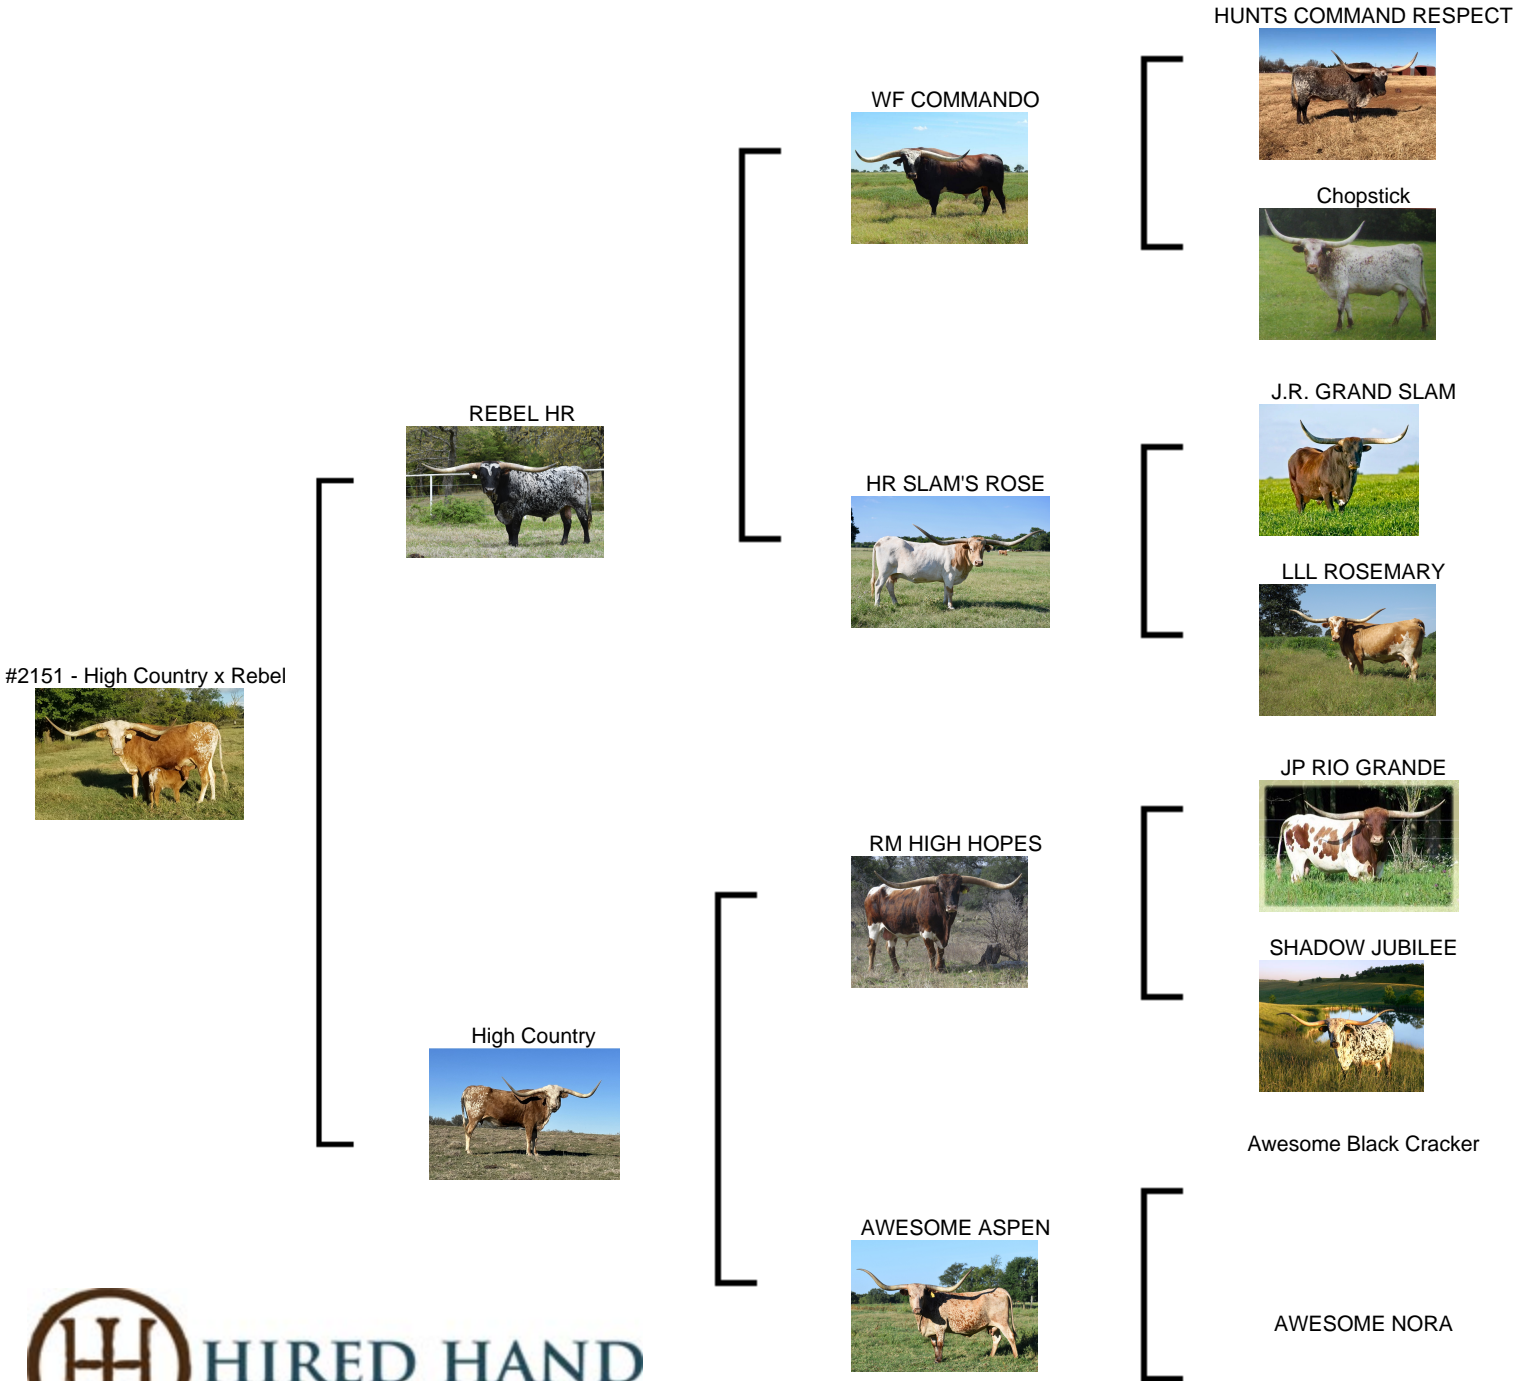 HUNTS COMMAND RESPECT
WF COMMANDO
Chopstick
J.R. GRAND SLAM
REBEL HR
HR SLAM'S ROSE
LLL ROSEMARY
#2151 - High Country x Rebel
JP RIO GRANDE
RM HIGH HOPES
SHADOW JUBILEE
High Country
Awesome Black Cracker
AWESOME ASPEN
AWESOME NORA
HIRED HAND